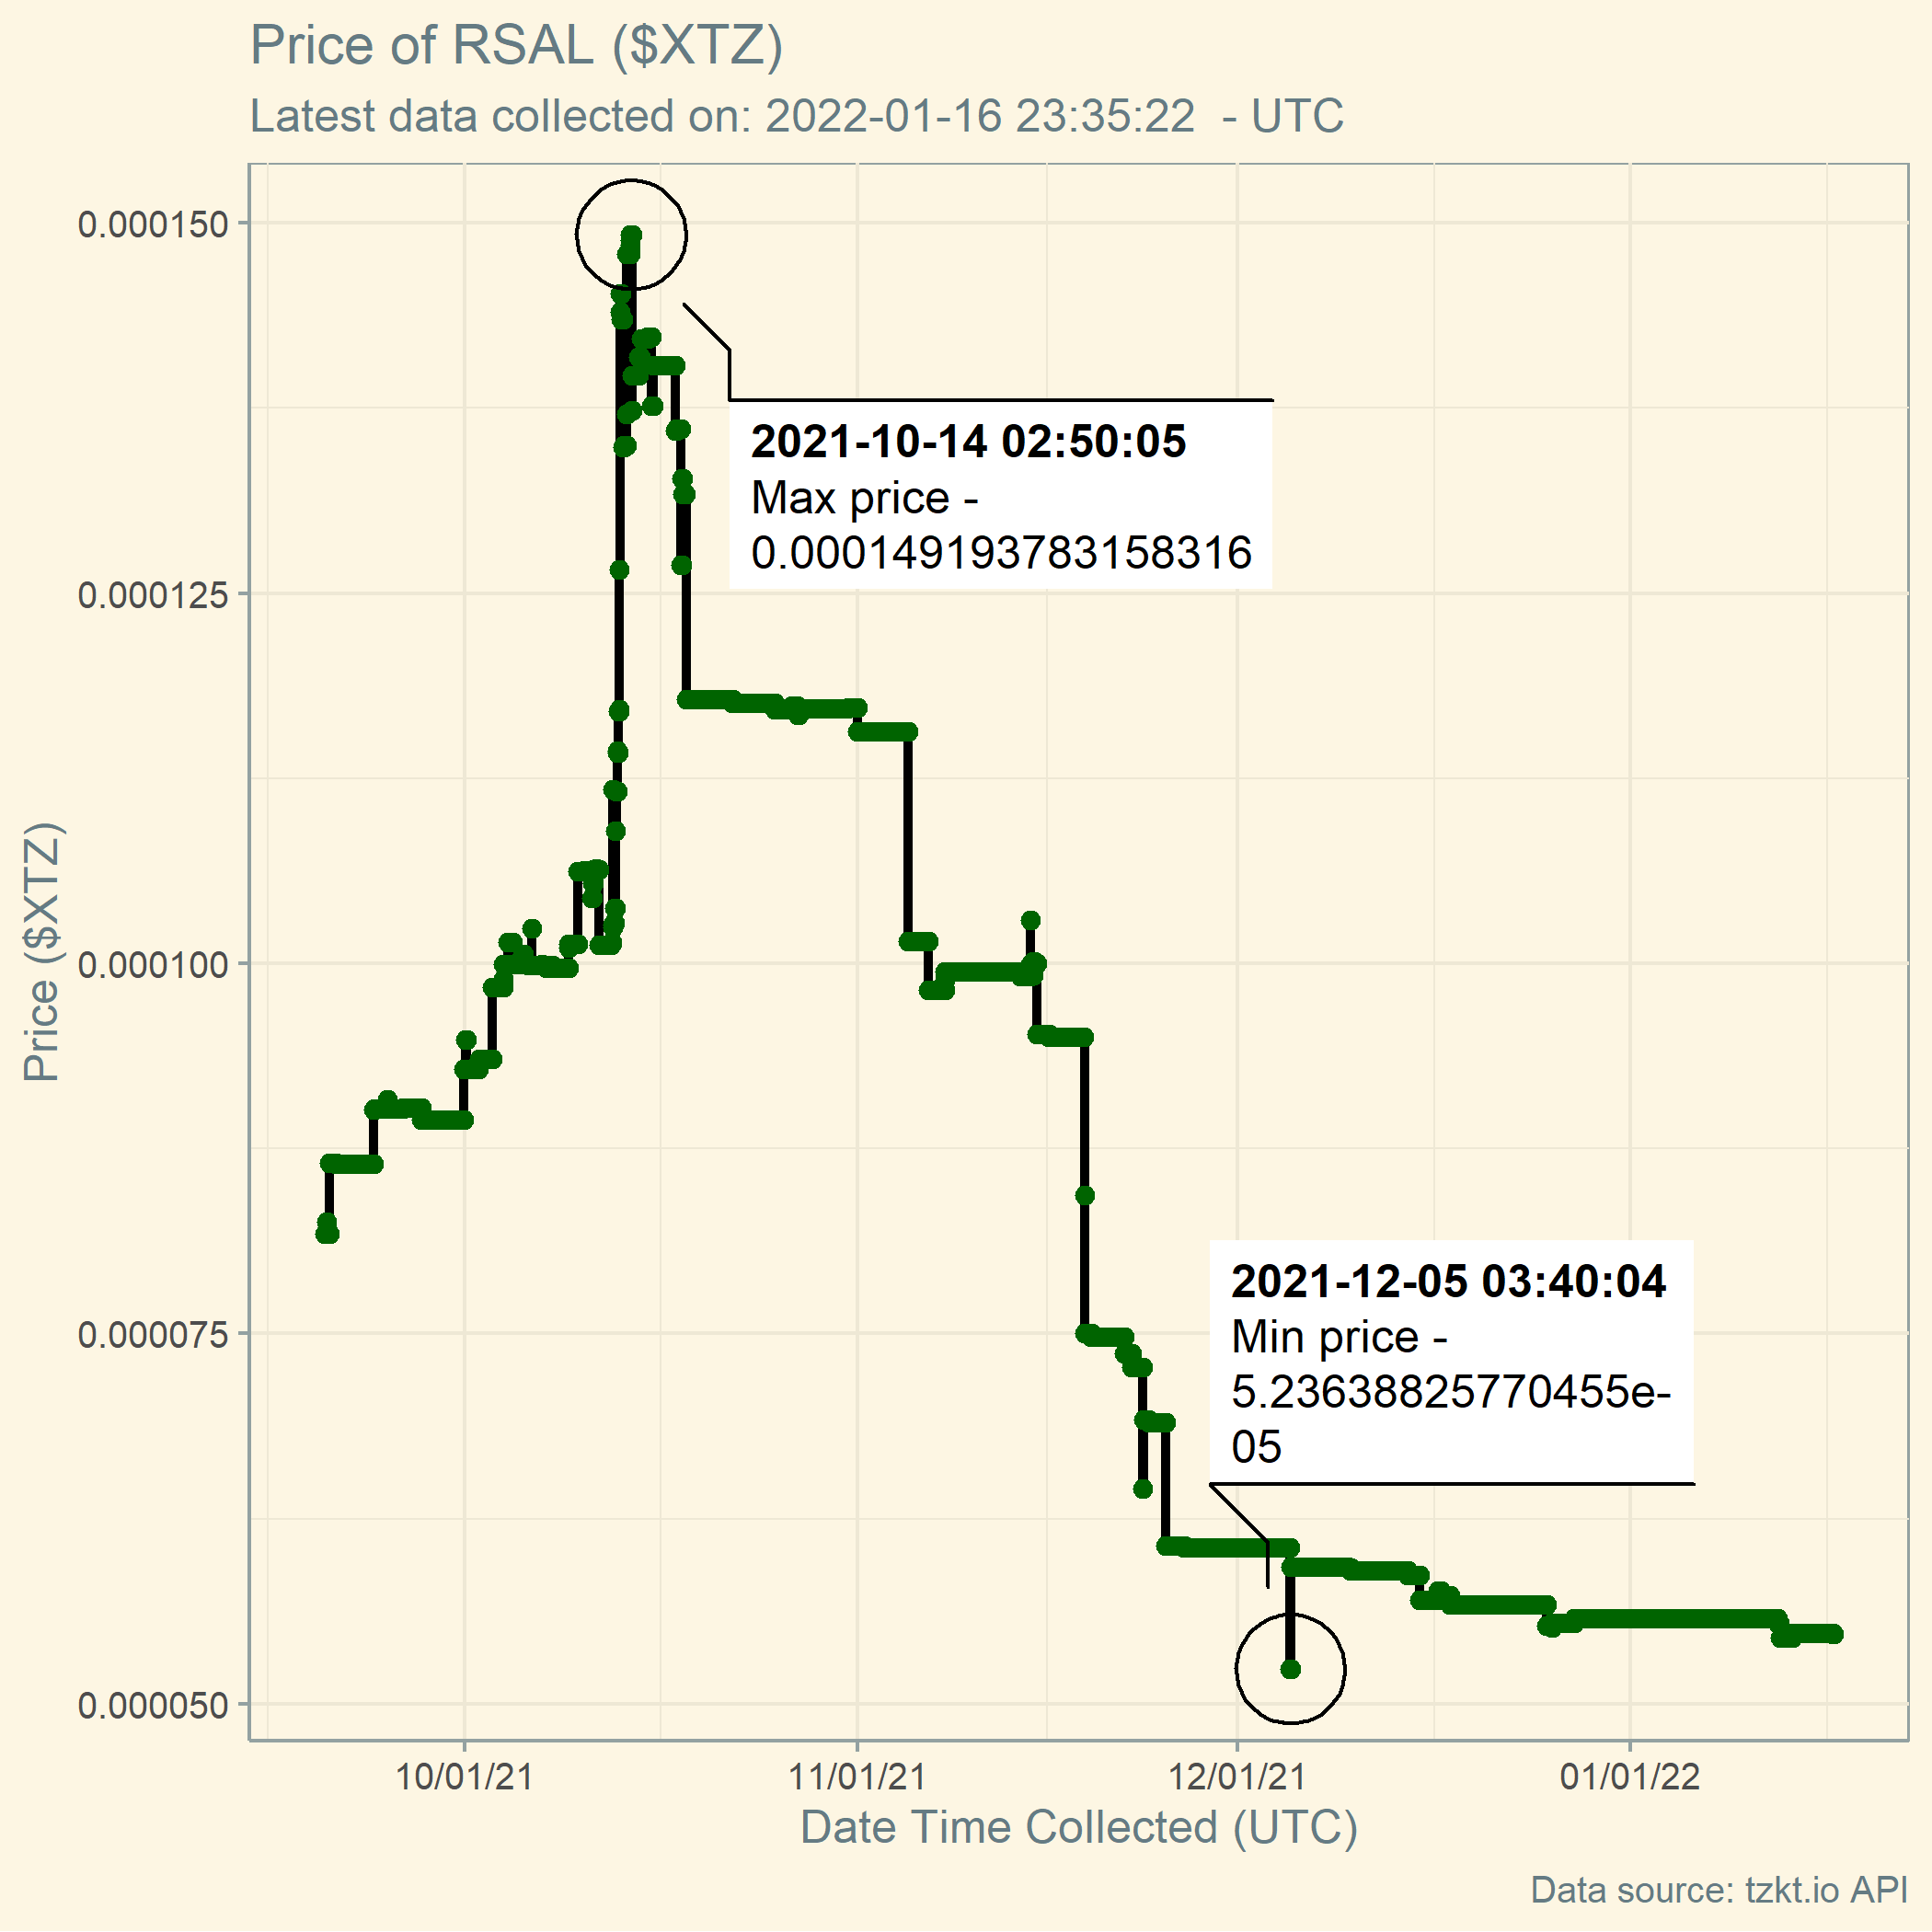 Price of RSAL ($XTZ)
Latest data collected on: 2022-01-16 23:35:22  - UTC
0.000150
0.000125
0.000100
0.000075
0.000050
Price ($XTZ)
2021-10-14 02:50:05
Max price -
0.000149193783158316
2021-12-05 03:40:04
Min price -
5.23638825770455e-
05
10/01/21
11/01/21
12/01/21
01/01/22
Date Time Collected (UTC)
Data source: tzkt.io API